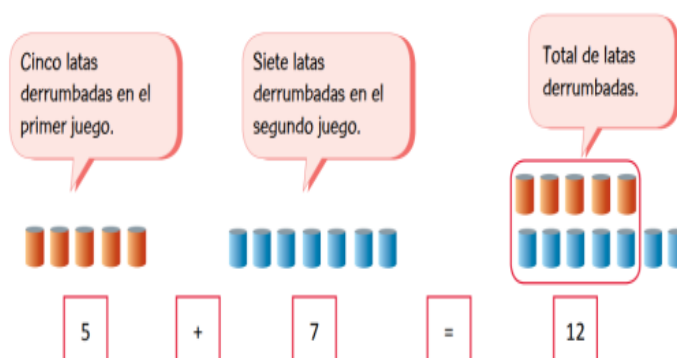 Cinco latas
derrumbadas en el
primer juego.
Siete latas
derrumbadas en el
segundo juego.
Total de latas
derrumbadas.
5 + 7 = 12